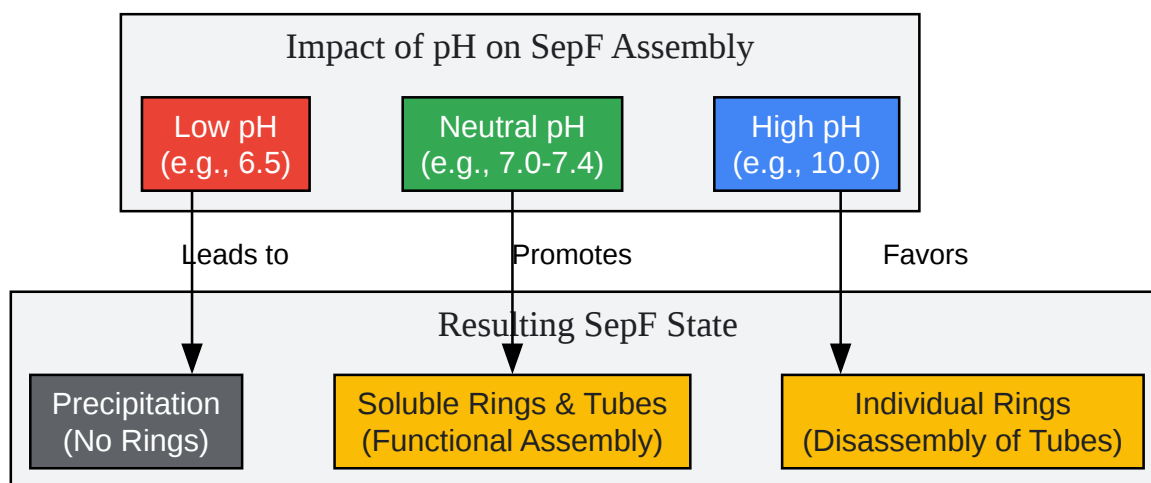 Impact of pH on SepF Assembly
Low pH
(e.g., 6.5)
Neutral pH
(e.g., 7.0-7.4)
High pH
(e.g., 10.0)
Leads to
Promotes
Favors
Resulting SepF State
Precipitation
(No Rings)
Soluble Rings & Tubes
(Functional Assembly)
Individual Rings
(Disassembly of Tubes)